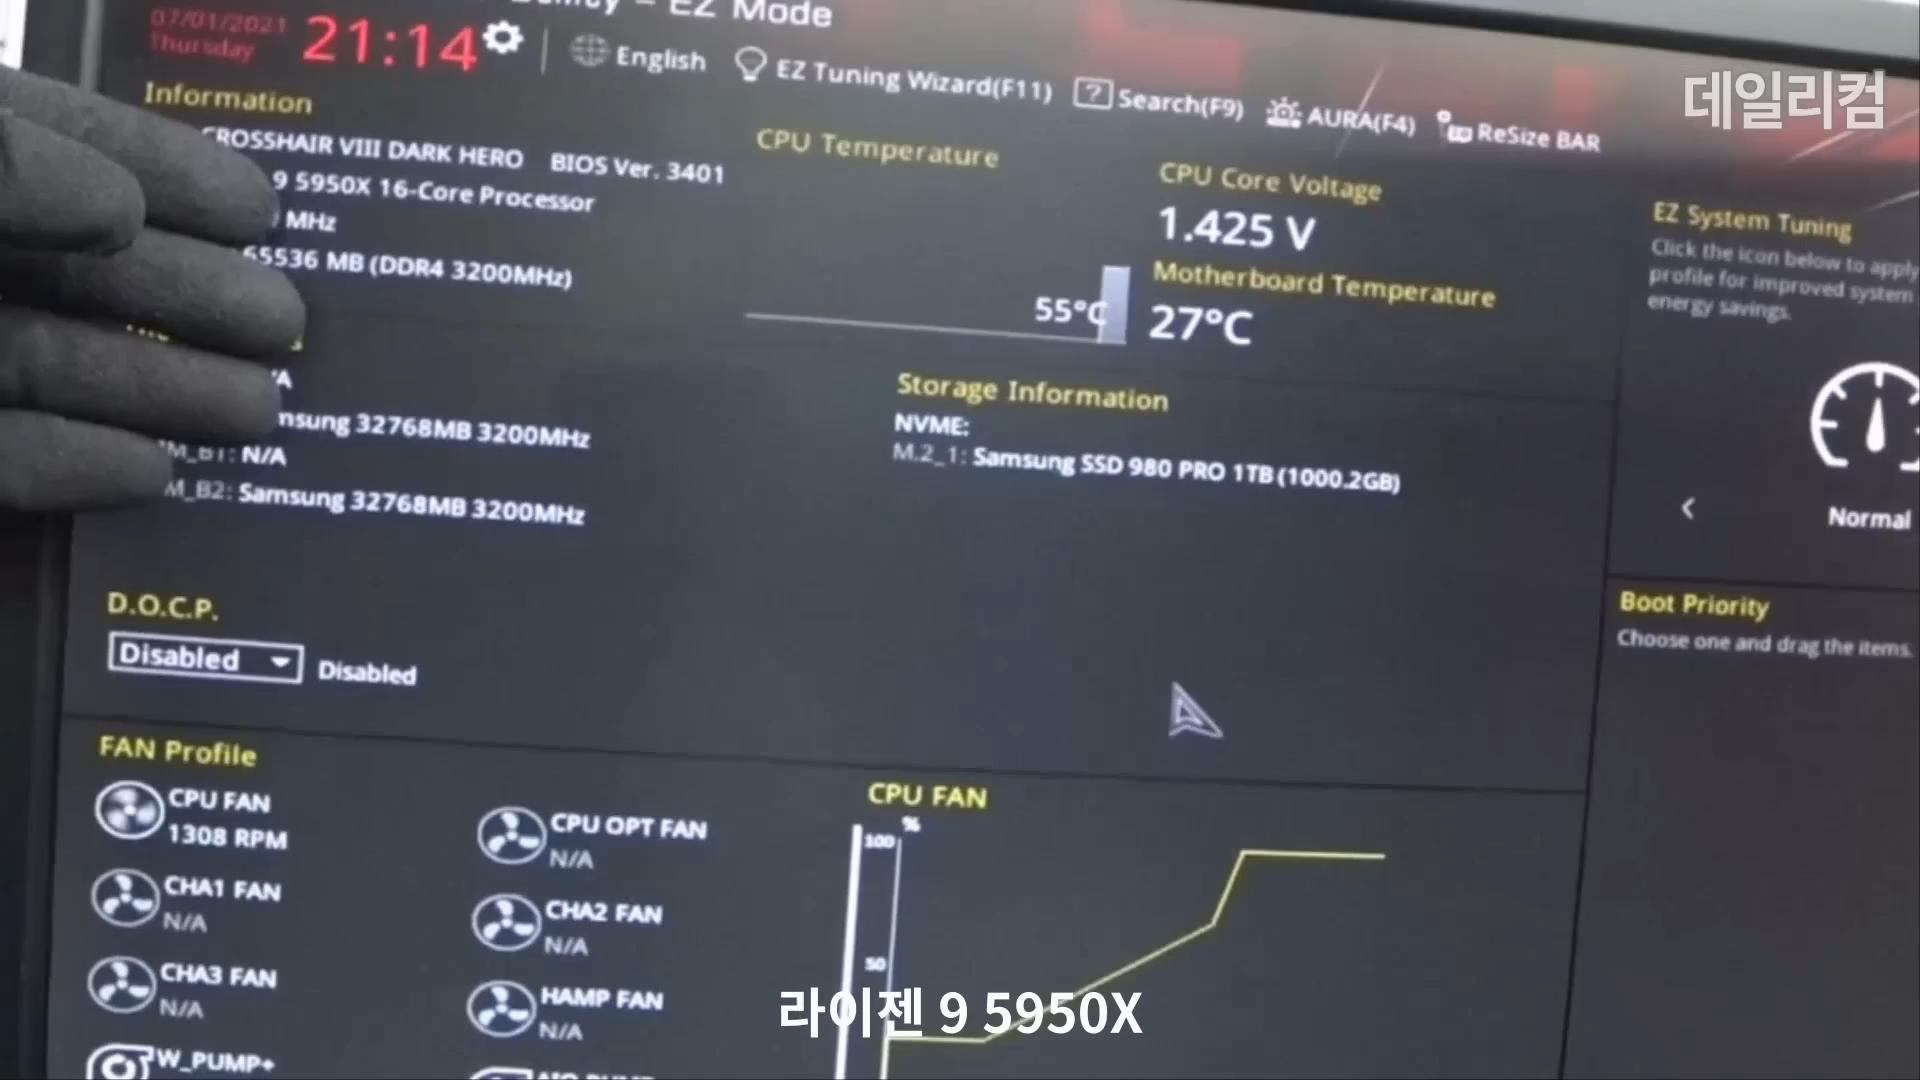 EZ Mode
07/01/2021
Thursday
21:14
English
EZ Tuning Wizard(F11)
Search(F9)
AURA(F4)
ReSize BAR
데일리컴
Information
CROSSHAIR VIII DARK HERO BIOS Ver. 3401
9 5950X 16-Core Processor
MHz
65536 MB (DDR4 3200MHz)
CPU Temperature
55°C
CPU Core Voltage
1.425 V
Motherboard Temperature
27°C
EZ System Tuning
Click the icon below to apply
profile for improved system
energy savings.
Normal
/A
msung 32768MB 3200MHz
M_B1: N/A
M_B2: Samsung 32768MB 3200MHz
Storage Information
NVME:
M.2_1: Samsung SSD 980 PRO 1TB (1000.2GB)
D.O.C.P.
Disabled
Disabled
Boot Priority
Choose one and drag the items.
FAN Profile
CPU FAN
1308 RPM
CPU OPT FAN
N/A
CHA1 FAN
N/A
CHA2 FAN
N/A
CHA3 FAN
N/A
HAMP FAN
N/A
W_PUMP+
CPU FAN
%
100
50
라이젠 9 5950X